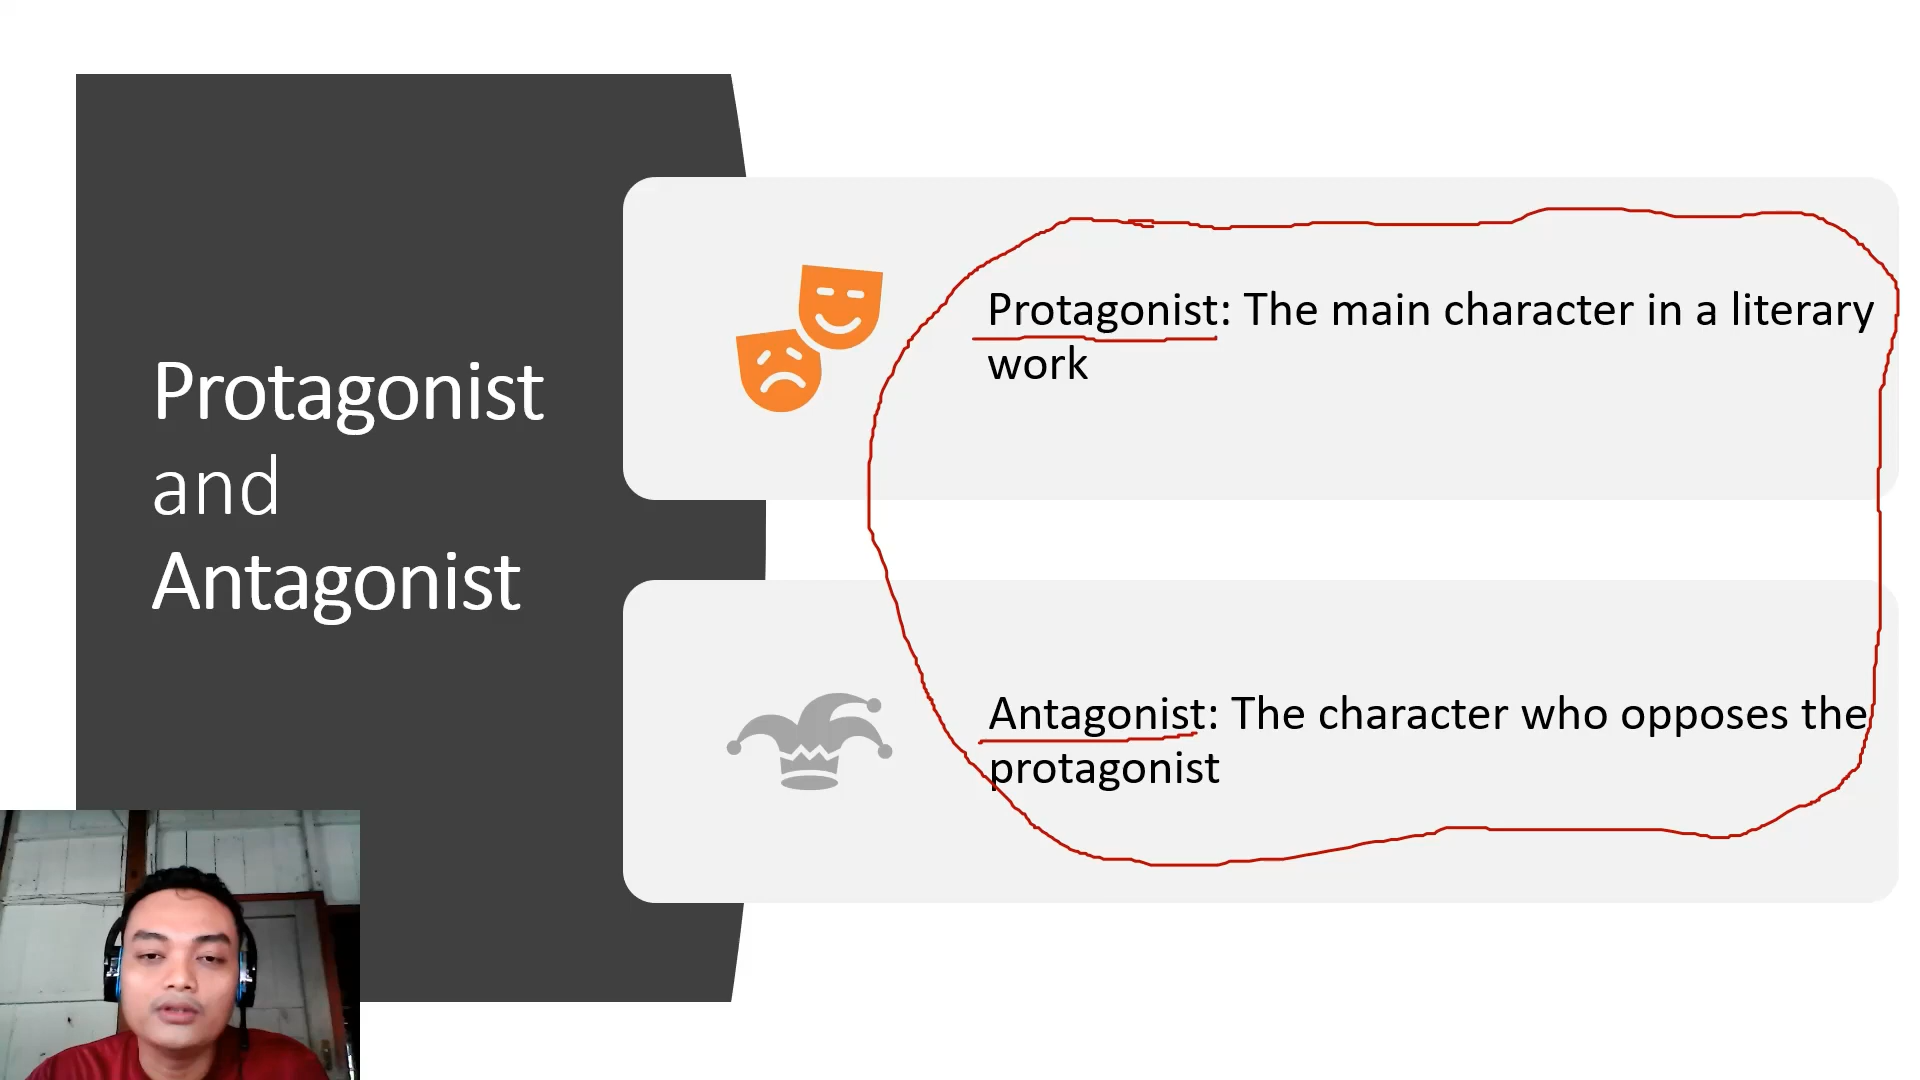 Protagonist
and
Antagonist
Protagonist: The main character in a literary
work
Antagonist: The character who opposes the
protagonist